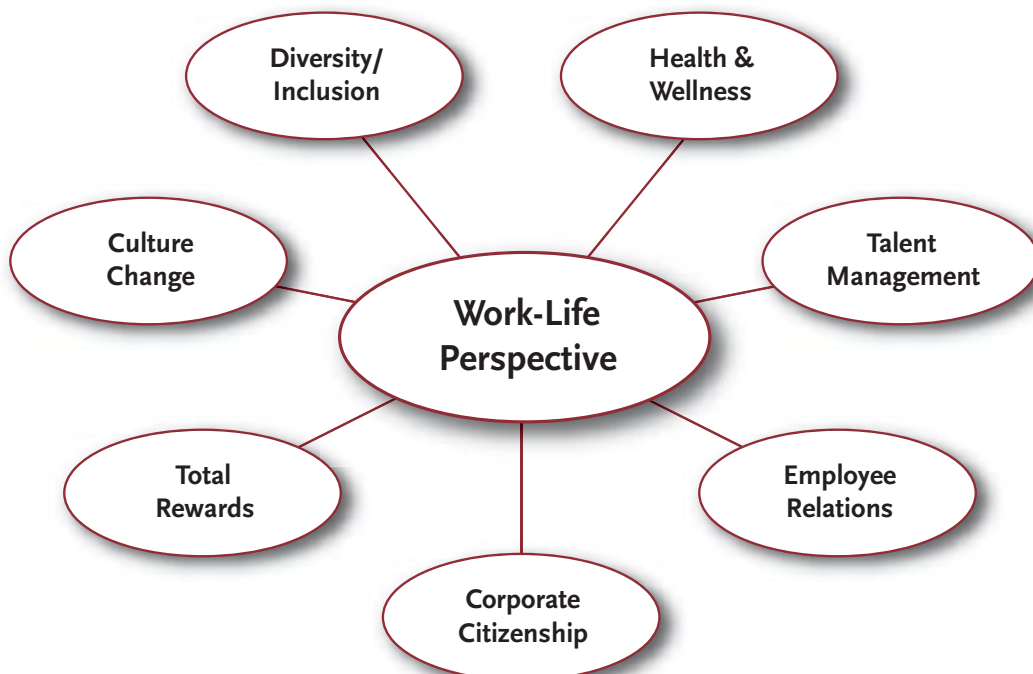 Diversity/
Inclusion
Health &
Wellness
Culture
Change
Talent
Management
Work-Life
Perspective
Total
Rewards
Employee
Relations
Corporate
Citizenship